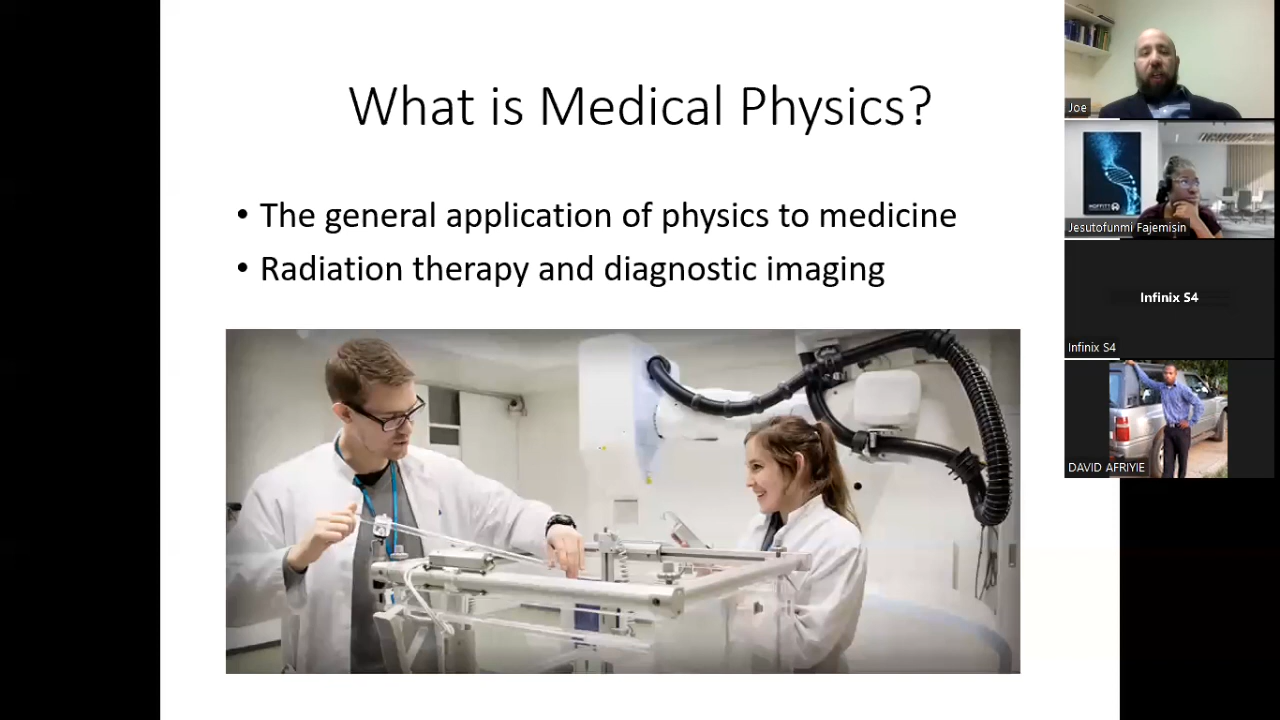 What is Medical Physics?
• The general application of physics to medicine
• Radiation therapy and diagnostic imaging
Joe
MOFFITT
Jesutofunmi Fajemisin
Infinix S4
Infinix S4
DAVID AFRIYIE